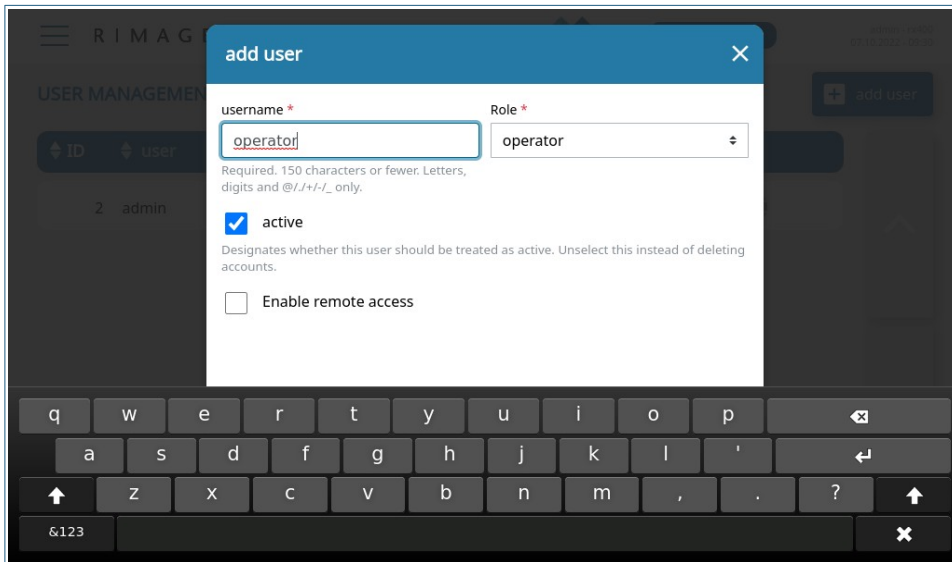 RIMAG
add user
USER MANAGEMEN
add user
username *
Role *
operator
operator
Required. 150 characters or fewer. Letters,
digits and @/./+/-/_ only.
ID
user
2 admin
active
Designates whether this user should be treated as active. Unselect this instead of deleting
accounts.
Enable remote access
q w e r t y u i o p
a s d f g h j k l '
z x c v b n m , . ?
&123